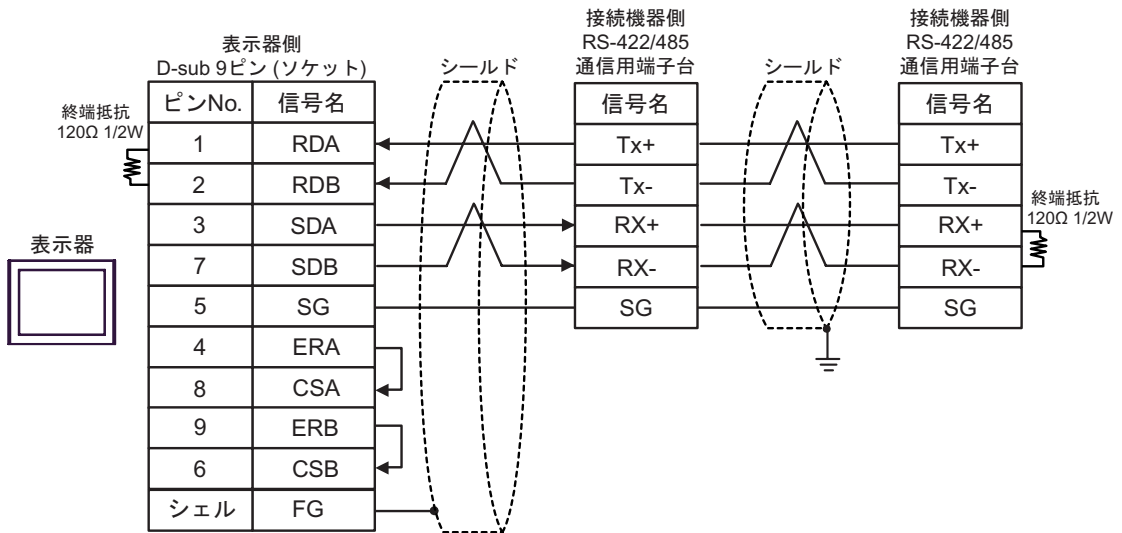 表示器側
D-sub 9ピン (ソケット)
シールド
接続機器側
RS-422/485
通信用端子台
シールド
接続機器側
RS-422/485
通信用端子台
終端抵抗
120Ω 1/2W
ピンNo. 信号名
1 RDA
2 RDB
3 SDA
7 SDB
5 SG
4 ERA
8 CSA
9 ERB
6 CSB
シェル FG
表示器
信号名
Tx+
Tx-
RX+
RX-
SG
信号名
Tx+
Tx-
RX+
RX-
SG
終端抵抗
120Ω 1/2W